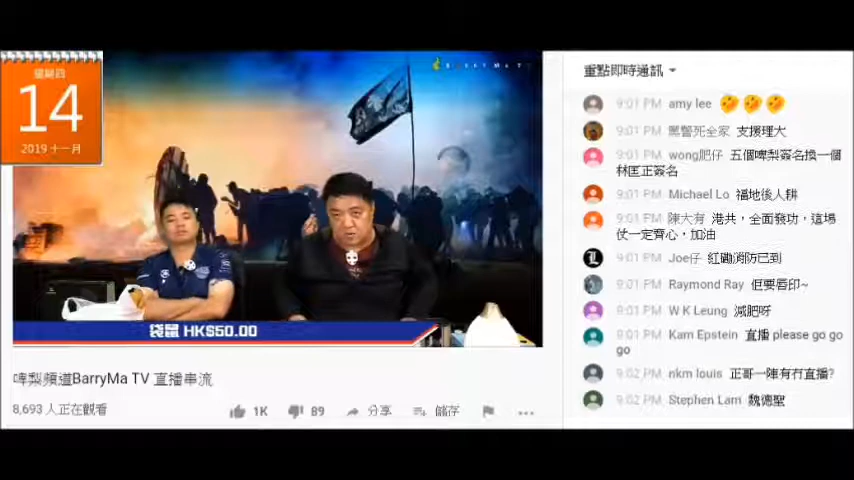 星期四
14
2019 十一月
BARRYMA TV
袋鼠 HK$50.00
啤梨頻道BarryMa TV 直播串流
8,693 人正在觀看
1K
89
分享
儲存
重點即時通訊
9:01 PM amy lee
9:01 PM 黑警死全家 支援理大
9:01 PM wong肥仔 五個啤梨簽名換一個
林匡正簽名
9:01 PM Michael Lo 福地後人耕
9:01 PM 陳大有 港共，全面發功，這場
仗一定齊心，加油
9:01 PM Joe仔 紅磡消防已到
9:01 PM Raymond Ray 但要唇印~
9:01 PM W K Leung 減肥呀
9:01 PM Kam Epstein 直播 please go go
go
9:02 PM nkm louis 正哥一陣有冇直播?
9:02 PM Stephen Lam 魏德聖